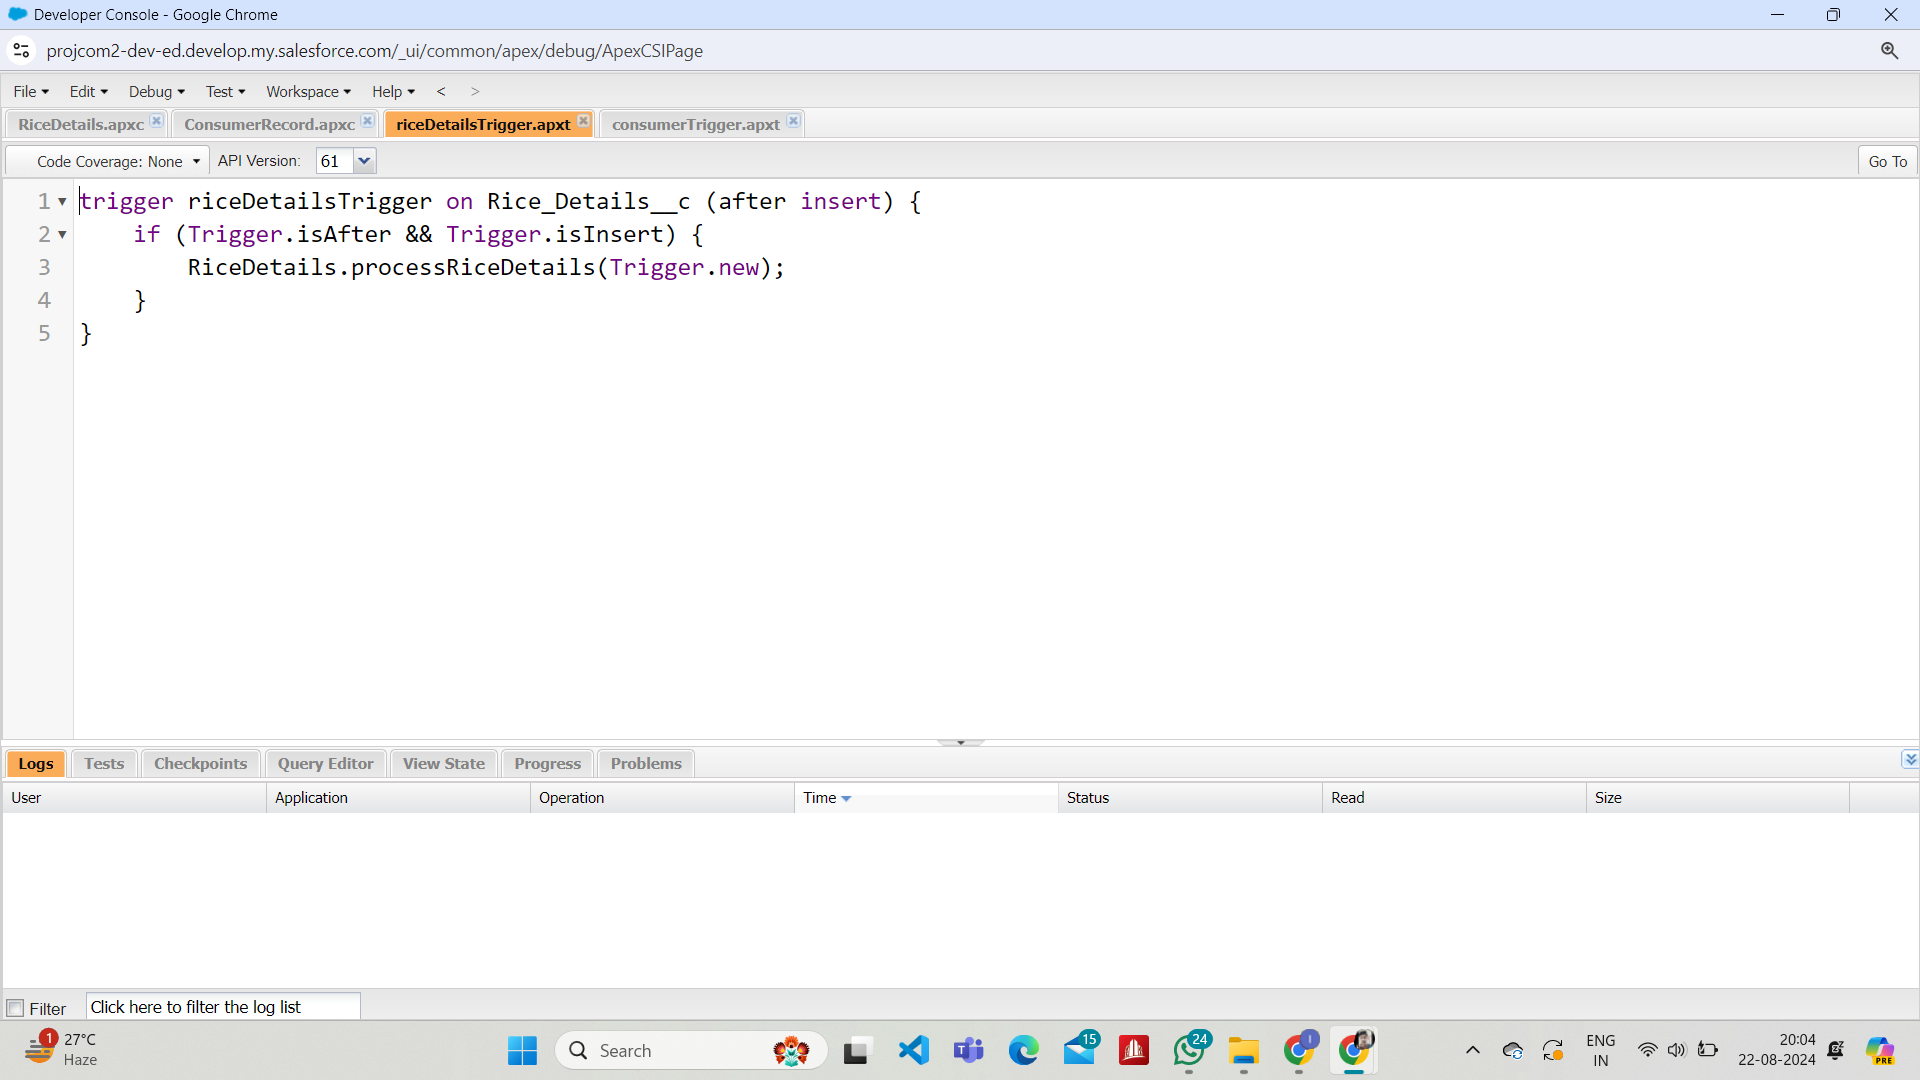 Developer Console - Google Chrome
projcom2-dev-ed.develop.my.salesforce.com/_ui/common/apex/debug/ApexCSIPage
File Edit Debug Test Workspace Help < >
RiceDetails.apxc ConsumerRecord.apxc riceDetailsTrigger.apxt consumerTrigger.apxt
Code Coverage: None API Version: 61 Go To
1 trigger riceDetailsTrigger on Rice_Details__c (after insert) {
2 if (Trigger.isAfter && Trigger.isInsert) {
3 RiceDetails.processRiceDetails(Trigger.new);
4 }
5 }
Logs Tests Checkpoints Query Editor View State Progress Problems
User Application Operation Time Status Read Size
Filter Click here to filter the log list
1 27°C
Haze
Search
15
24
I
ENG
IN
20:04
22-08-2024
PRE